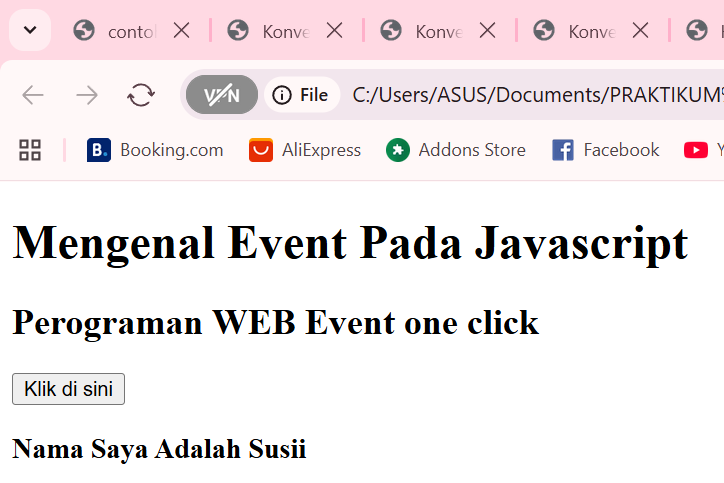 Konve Konve Konve
VPN File C:/Users/ASUS/Documents/PRAKTIKUM
Booking.com AliExpress Addons Store Facebook
Mengenal Event Pada Javascript
Perograman WEB Event one click
Klik di sini
Nama Saya Adalah Susii